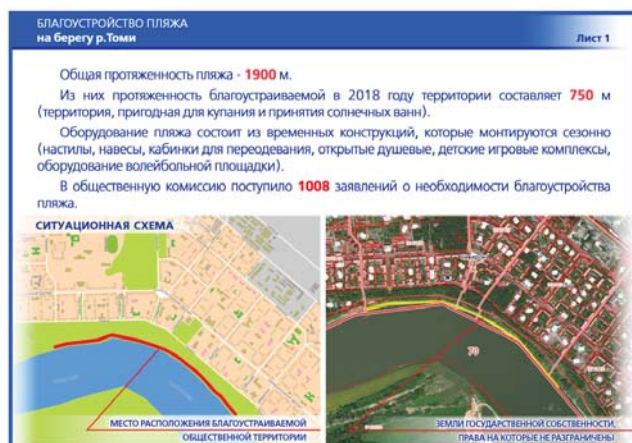 БЛАГОУСТРОЙСТВО ПЛЯЖА
на берегу р.Томи
Лист 1
Общая протяженность пляжа - 1900 м.
Из них протяженность благоустраиваемой в 2018 году территории составляет 750 м
(территория, пригодная для купания и принятия солнечных ванн).
Оборудование пляжа состоит из временных конструкций, которые монтируются сезонно
(настилы, навесы, кабинки для переодевания, открытые душевые, детские игровые комплексы,
оборудование волейбольной площадки).
В общественную комиссию поступило 1008 заявлений о необходимости благоустройства
пляжа.
СИТУАЦИОННАЯ СХЕМА
70
МЕСТО РАСПОЛОЖЕНИЯ БЛАГОУСТРАИВАЕМОЙ
ОБЩЕСТВЕННОЙ ТЕРРИТОРИИ
ЗЕМЛИ ГОСУДАРСТВЕННОЙ СОБСТВЕННОСТИ,
ПРАВА НА КОТОРЫЕ НЕ РАЗГРАНИЧЕНЫ